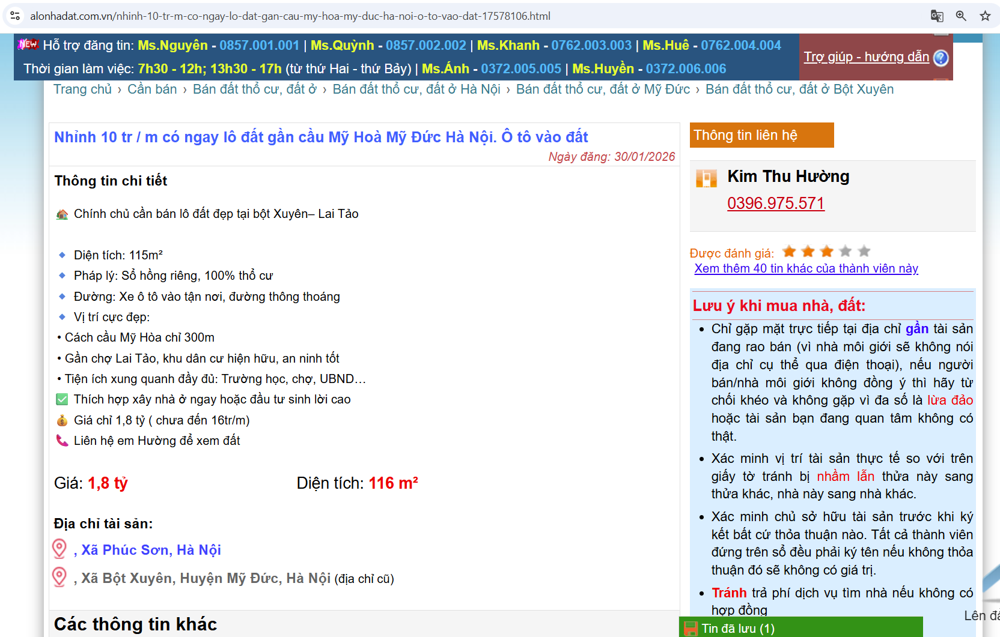 alonhadat.com.vn/nhinh-10-tr-m-co-ngay-lo-dat-gan-cau-my-hoa-my-duc-ha-noi-o-to-vao-dat-17578106.html
NEW Hỗ trợ đăng tin: Ms.Nguyên - 0857.001.001 | Ms.Quỳnh - 0857.002.002 | Ms.Khanh - 0762.003.003 | Ms.Huê - 0762.004.004
Thời gian làm việc: 7h30 - 12h; 13h30 - 17h (từ thứ Hai - thứ Bảy) | Ms.Ánh - 0372.005.005 | Ms.Huyền - 0372.006.006
Trợ giúp - hướng dẫn ?
Trang chủ › Cần bán › Bán đất thổ cư, đất ở › Bán đất thổ cư, đất ở Hà Nội › Bán đất thổ cư, đất ở Mỹ Đức › Bán đất thổ cư, đất ở Bột Xuyên
Nhỉnh 10 tr / m có ngay lô đất gần cầu Mỹ Hoà Mỹ Đức Hà Nội. Ô tô vào đất
Ngày đăng: 30/01/2026
Thông tin chi tiết
🏡 Chính chủ cần bán lô đất đẹp tại bột Xuyên– Lai Tảo
🔹 Diện tích: 115m²
🔹 Pháp lý: Sổ hồng riêng, 100% thổ cư
🔹 Đường: Xe ô tô vào tận nơi, đường thông thoáng
🔹 Vị trí cực đẹp:
• Cách cầu Mỹ Hòa chỉ 300m
• Gần chợ Lai Tảo, khu dân cư hiện hữu, an ninh tốt
• Tiện ích xung quanh đầy đủ: Trường học, chợ, UBND…
✅ Thích hợp xây nhà ở ngay hoặc đầu tư sinh lời cao
💰 Giá chỉ 1,8 tỷ ( chưa đến 16tr/m)
📞 Liên hệ em Hường để xem đất
Giá: 1,8 tỷ
Diện tích: 116 m²
Địa chỉ tài sản:
, Xã Phúc Sơn, Hà Nội
, Xã Bột Xuyên, Huyện Mỹ Đức, Hà Nội (địa chỉ cũ)
Các thông tin khác
Thông tin liên hệ
Kim Thu Hường
0396.975.571
Được đánh giá:
Xem thêm 40 tin khác của thành viên này
Lưu ý khi mua nhà, đất:
• Chỉ gặp mặt trực tiếp tại địa chỉ gần tài sản
đang rao bán (vì nhà môi giới sẽ không nói
địa chỉ cụ thể qua điện thoại), nếu người
bán/nhà môi giới không đồng ý thì hãy từ
chối khéo và không gặp vì đa số là lừa đảo
hoặc tài sản bạn đang quan tâm không có
thật.
• Xác minh vị trí tài sản thực tế so với trên
giấy tờ tránh bị nhầm lẫn thửa này sang
thửa khác, nhà này sang nhà khác.
• Xác minh chủ sở hữu tài sản trước khi ký
kết bất cứ thỏa thuận nào. Tất cả thành viên
đứng trên sổ đều phải ký tên nếu không thỏa
thuận đó sẽ không có giá trị.
• Tránh trả phí dịch vụ tìm nhà nếu không có
hợp đồng
Tin đã lưu (1)
Lên